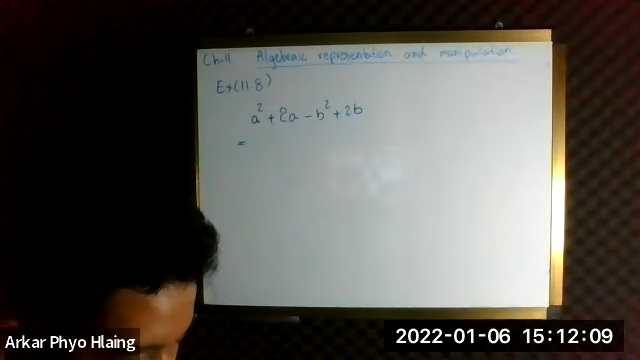 Ch-11 Algebraic representation and manipulation
Ex(11.8)
a² + 2a - b² + 2b
=
Arkar Phyo Hlaing
2022-01-06 15:12:09